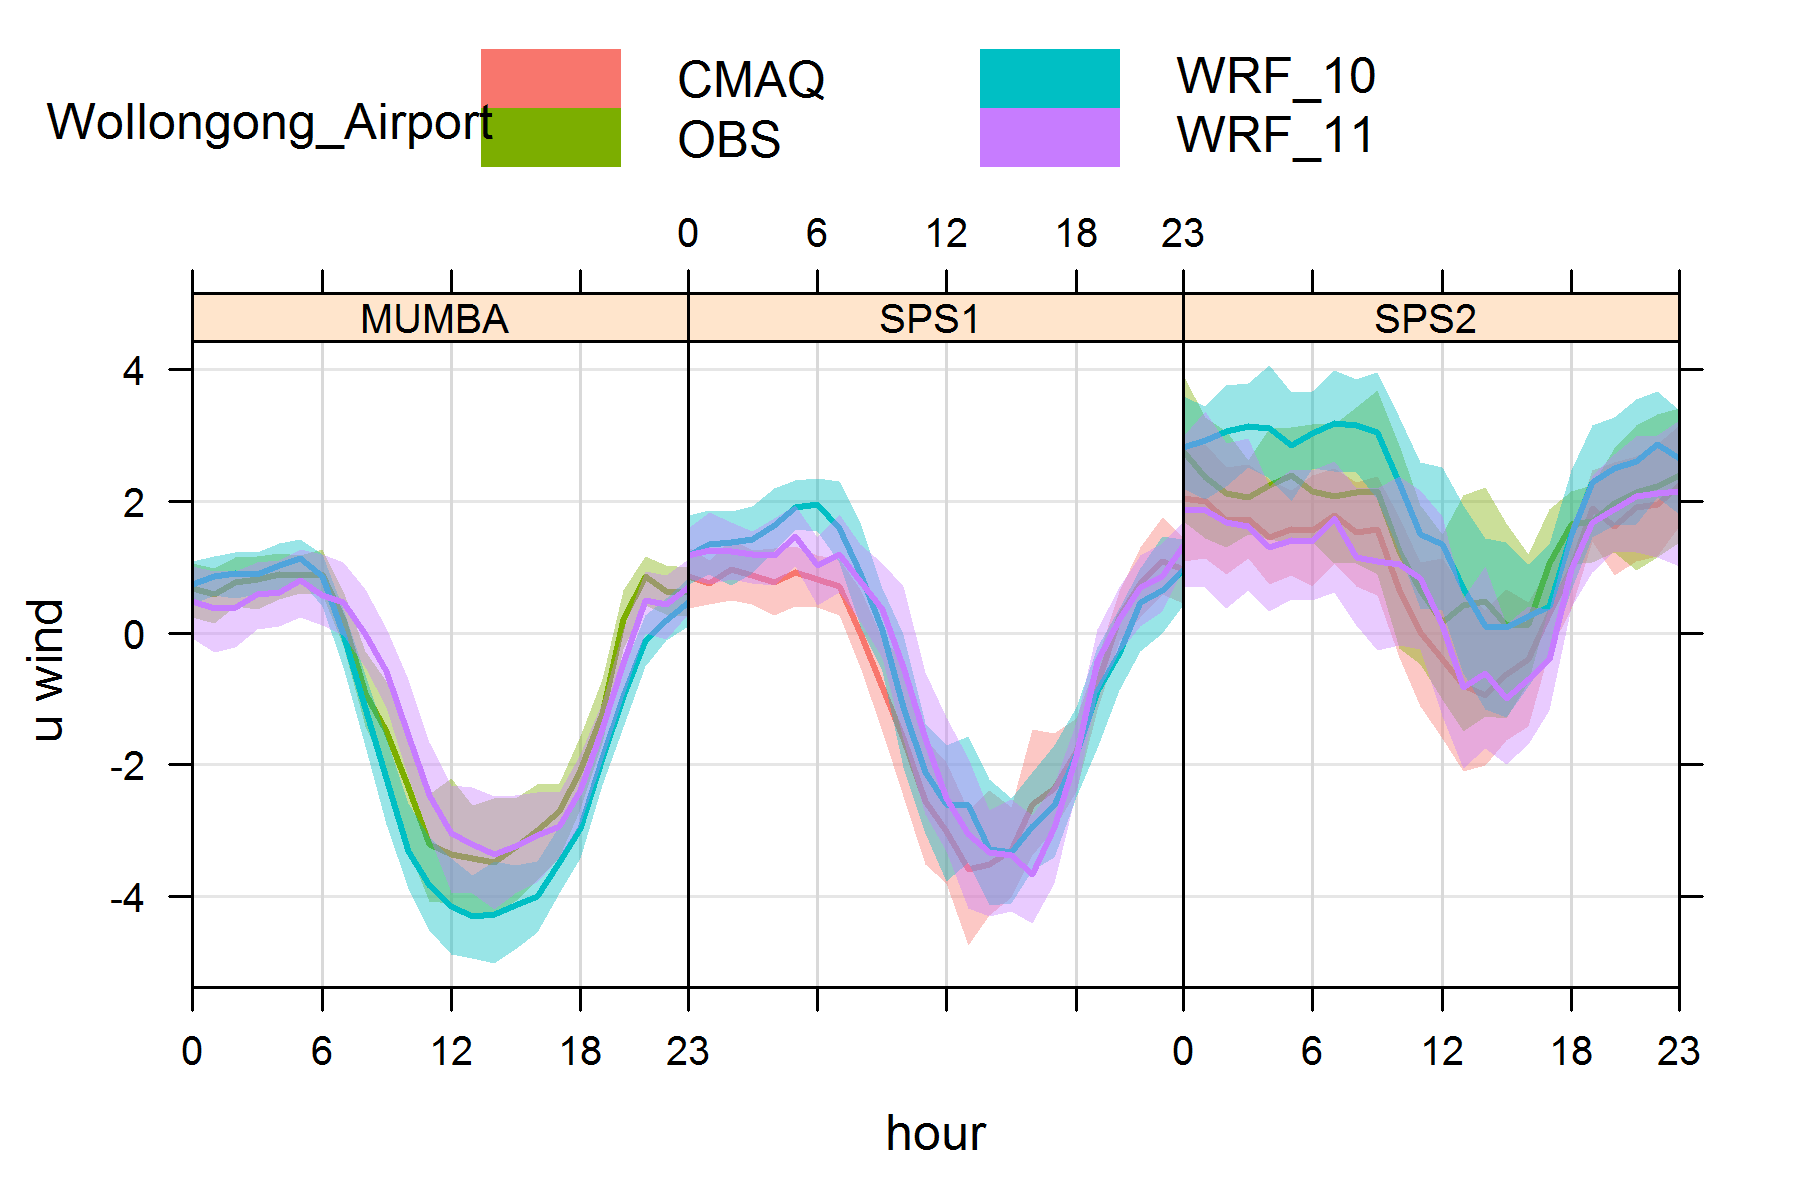 Wollongong_Airport
CMAQ WRF_10
OBS WRF_11
0 6 12 18 23
MUMBA SPS1 SPS2
4
2
0
-2
-4
u wind
0 6 12 18 23 0 6 12 18 23
hour